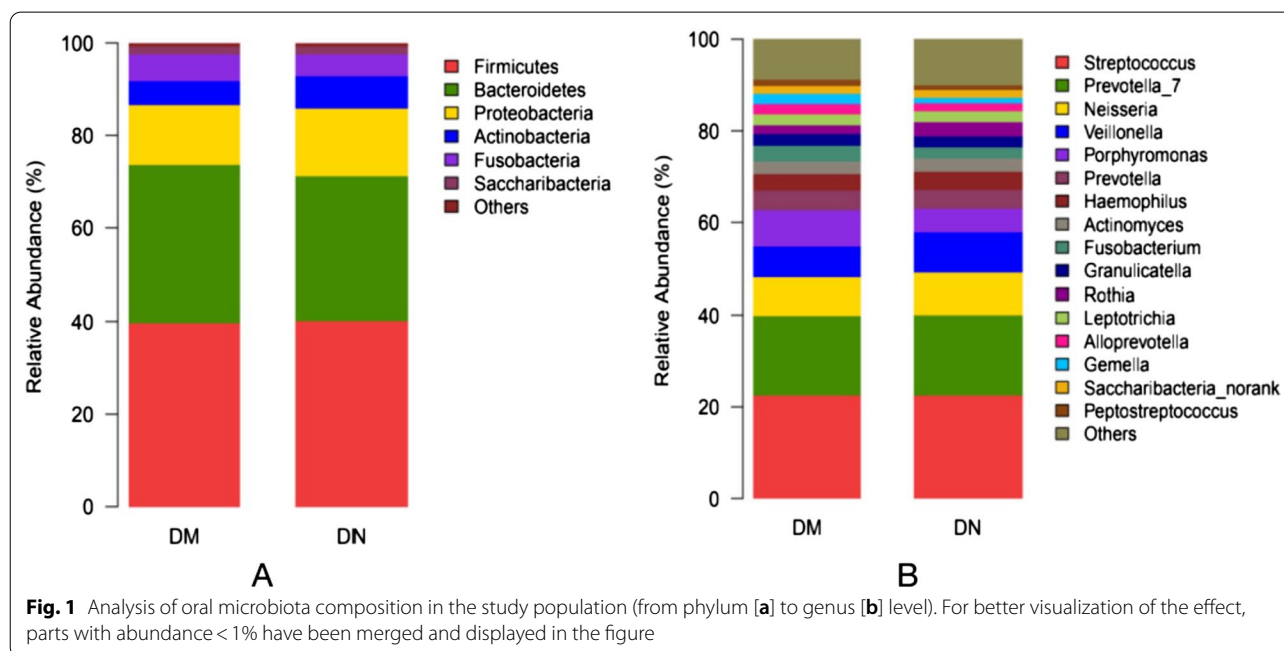 Relative Abundance (%)
100
80
60
40
20
0
DM
DN
Firmicutes
Bacteroidetes
Proteobacteria
Actinobacteria
Fusobacteria
Saccharibacteria
Others
A
Relative Abundance (%)
100
80
60
40
20
0
DM
DN
Streptococcus
Prevotella_7
Neisseria
Veillonella
Porphyromonas
Prevotella
Haemophilus
Actinomyces
Fusobacterium
Granulicatella
Rothia
Leptotrichia
Alloprevotella
Gemella
Saccharibacteria_norank
Peptostreptococcus
Others
B
Fig. 1 Analysis of oral microbiota composition in the study population (from phylum [a] to genus [b] level). For better visualization of the effect,
parts with abundance < 1% have been merged and displayed in the figure